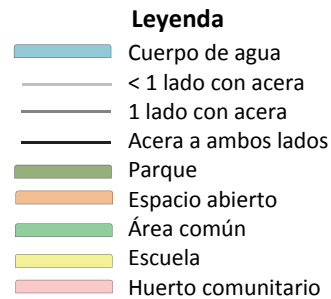 Leyenda
Cuerpo de agua
< 1 lado con acera
1 lado con acera
Acera a ambos lados
Parque
Espacio abierto
Área común
Escuela
Huerto comunitario